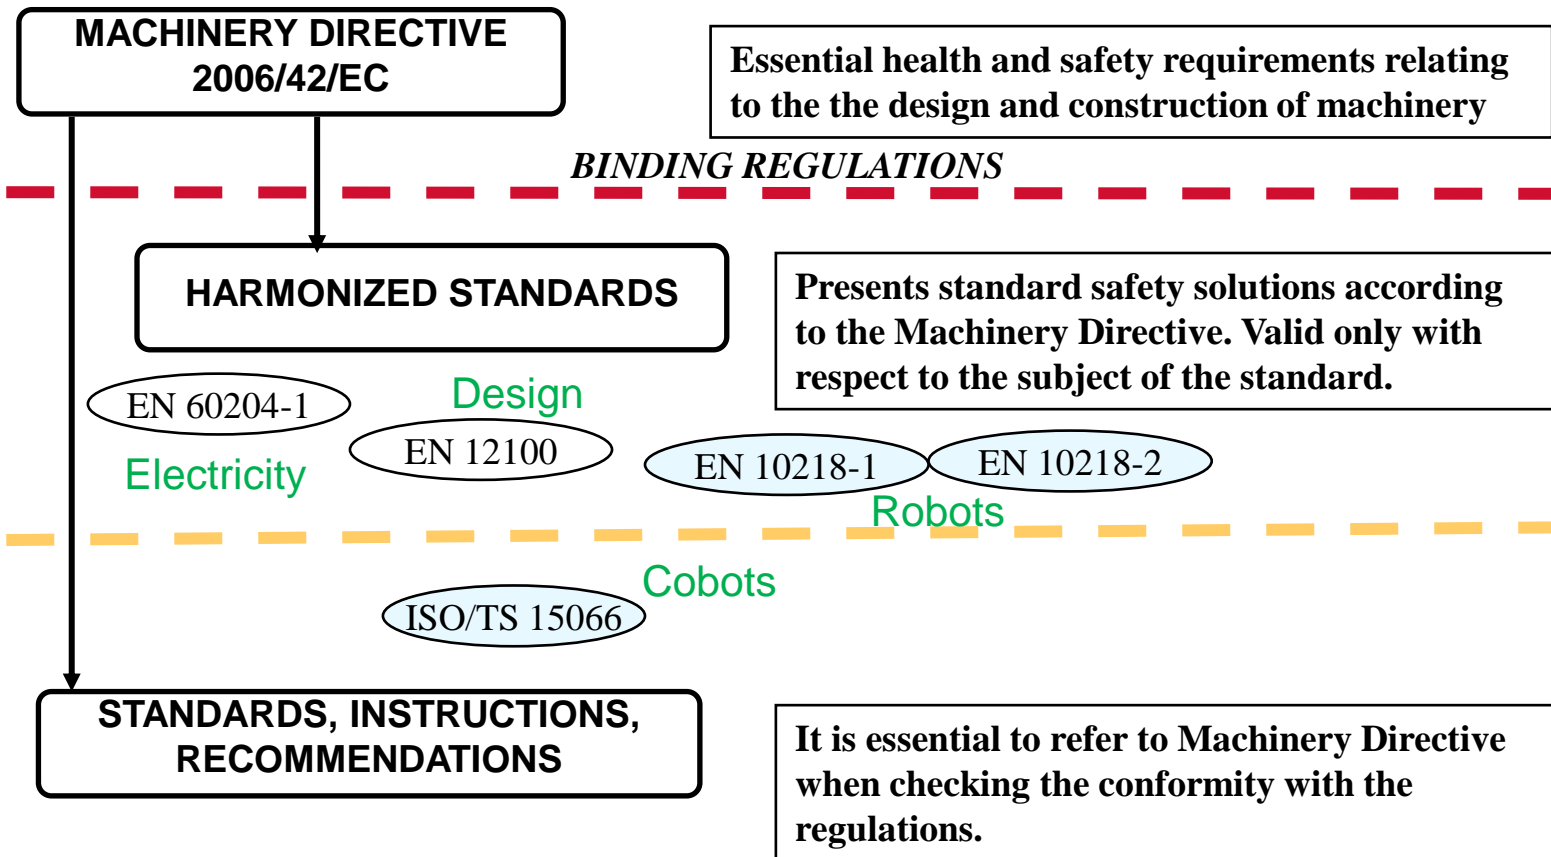 MACHINERY DIRECTIVE
2006/42/EC
Essential health and safety requirements relating
to the the design and construction of machinery
BINDING REGULATIONS
HARMONIZED STANDARDS
Presents standard safety solutions according
to the Machinery Directive. Valid only with
respect to the subject of the standard.
EN 60204-1
Electricity
Design
EN 12100
EN 10218-1
EN 10218-2
Robots
Cobots
ISO/TS 15066
STANDARDS, INSTRUCTIONS,
RECOMMENDATIONS
It is essential to refer to Machinery Directive
when checking the conformity with the
regulations.